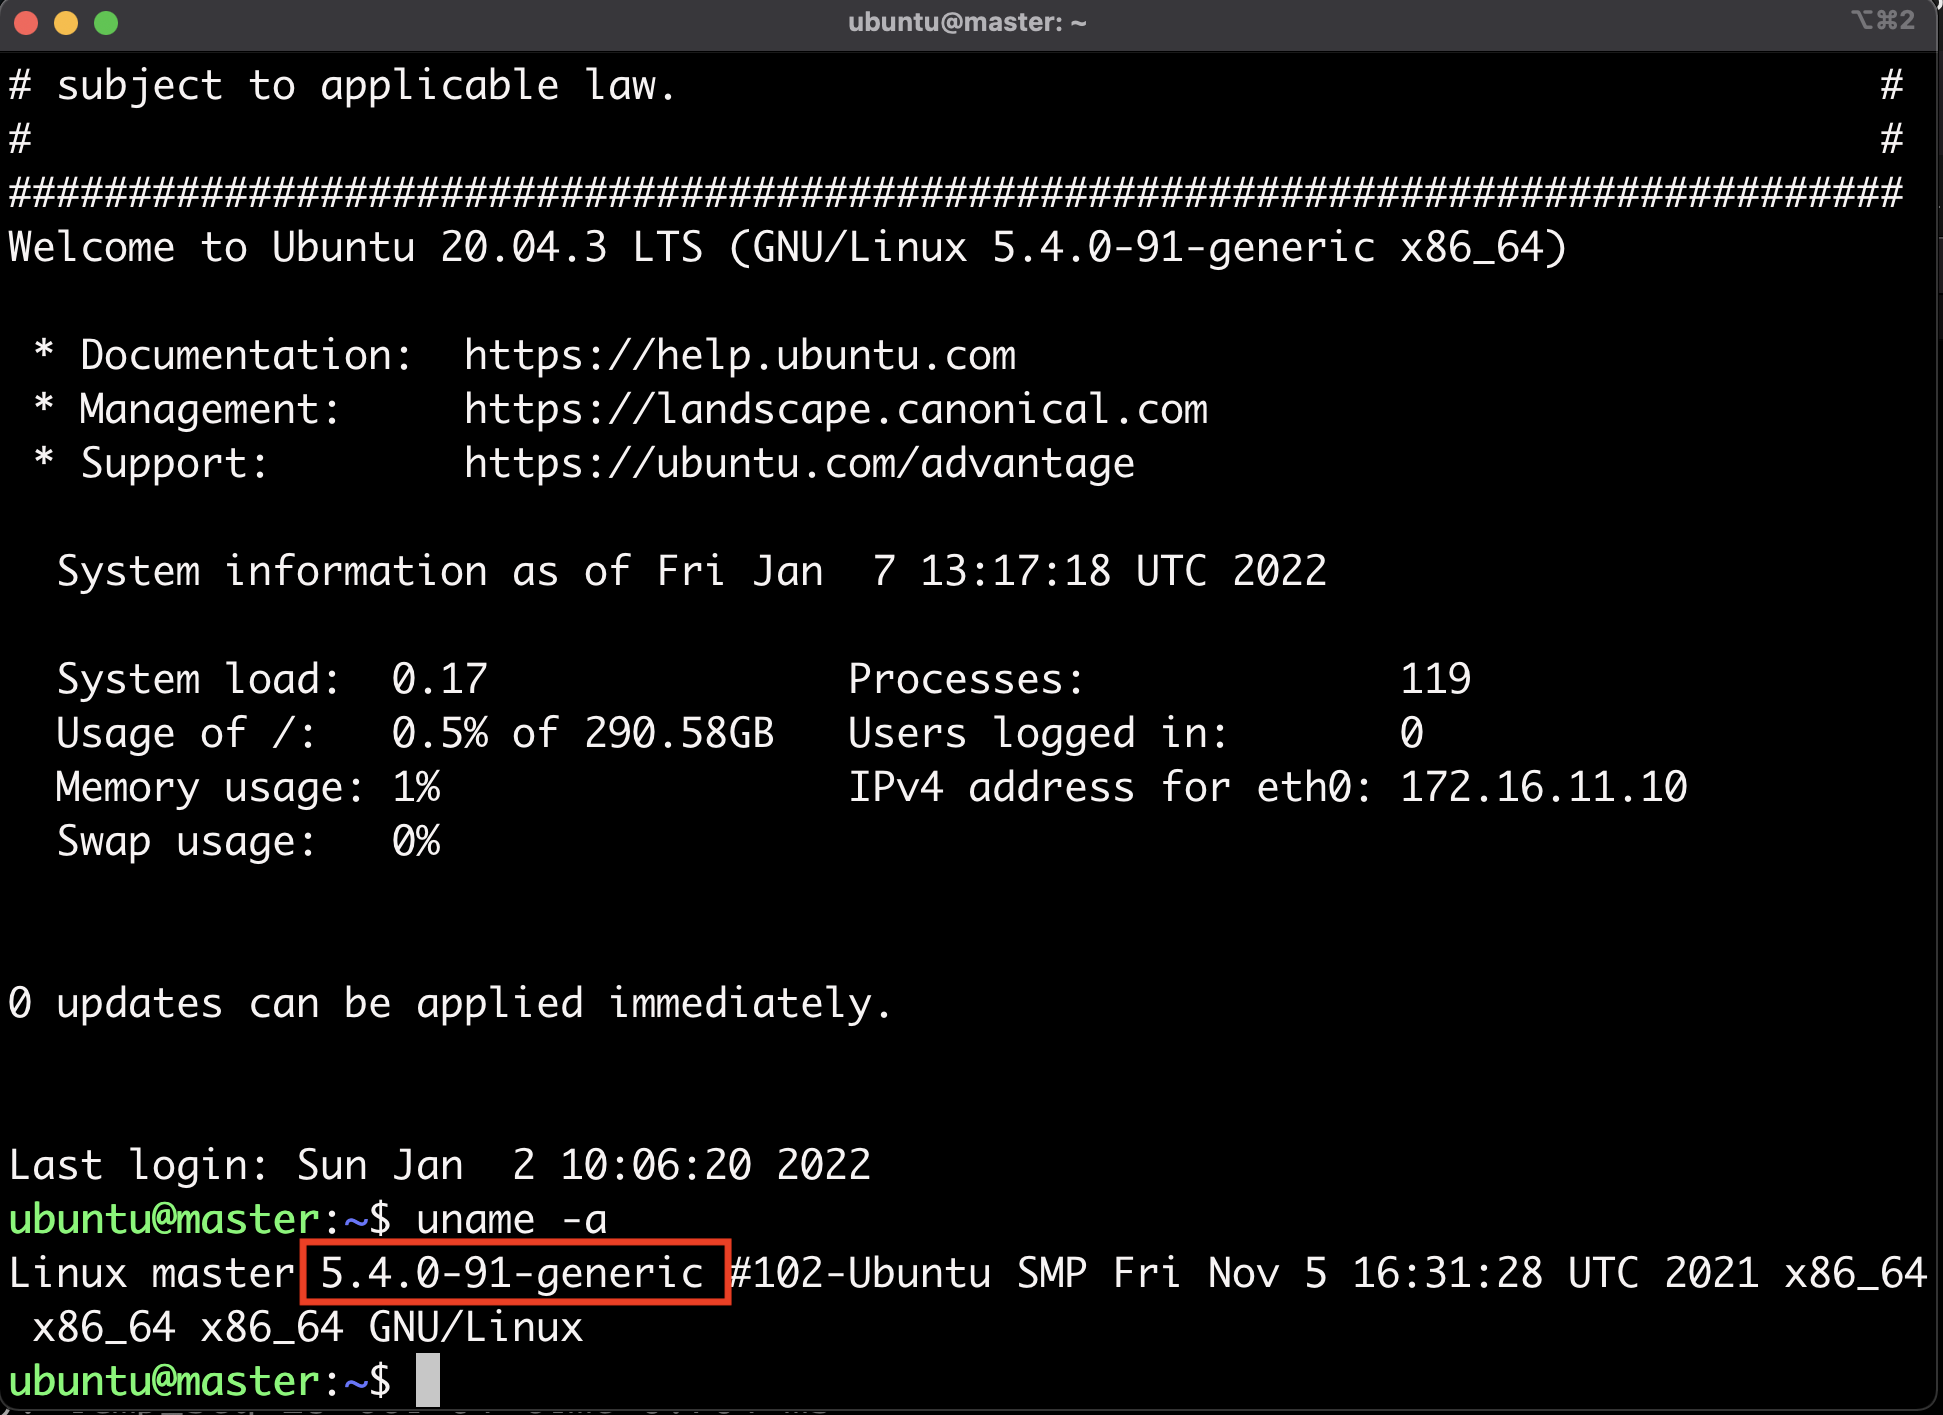 ubuntu@master: ~ ⌥⌘2
# subject to applicable law. #
# #
###############################################################################
Welcome to Ubuntu 20.04.3 LTS (GNU/Linux 5.4.0-91-generic x86_64)
* Documentation: https://help.ubuntu.com
* Management: https://landscape.canonical.com
* Support: https://ubuntu.com/advantage
System information as of Fri Jan 7 13:17:18 UTC 2022
System load: 0.17 Processes: 119
Usage of /: 0.5% of 290.58GB Users logged in: 0
Memory usage: 1% IPv4 address for eth0: 172.16.11.10
Swap usage: 0%
0 updates can be applied immediately.
Last login: Sun Jan 2 10:06:20 2022
ubuntu@master:~$ uname -a
Linux master 5.4.0-91-generic #102-Ubuntu SMP Fri Nov 5 16:31:28 UTC 2021 x86_64
x86_64 x86_64 GNU/Linux
ubuntu@master:~$